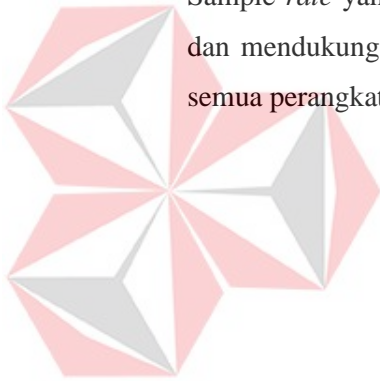 Sample rate yan
dan mendukung
semua perangkat